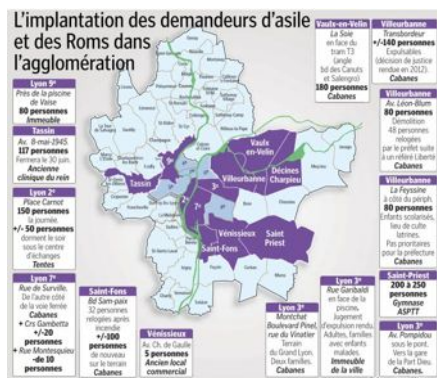 L'implantation des demandeurs d'asile
et des Roms dans
l'agglomération
Vaulx-en-Velin
La Soie
en face du
tram T3
(angle
bd des Canuts
et Salengro)
180 personnes
Cabanes
Villeurbanne
Transbordeur
+/-140 personnes
Expulsables
(décision de justice
rendue en 2012).
Cabanes
Lyon 9e
Près de la piscine
de Vaise
80 personnes
Immeuble
Tassin
Av. 8-mai-1945.
117 personnes
Fermera le 30 juin.
Ancienne
clinique du rein
Lyon 2e
Place Carnot
150 personnes
la journée.
+/- 50 personnes
dorment le soir
sous le centre
d'échanges
Tentes
Lyon 7e
Rue de Surville.
De l'autre côté
de la voie ferrée
Cabanes
+ Crs Gambetta
+/-20
personnes
+ Rue Montesquieu
-de 10
personnes
Villeurbanne
Av. Léon-Blum
80 personnes
Démolition
48 personnes
relogées par
le préfet suite
à un référé Liberté
Cabanes
Villeurbanne
La Feyssine
à côté du périph.
80 personnes
Enfants scolarisés,
lieu de culte
latrines.
Pas prioritaires
pour la préfecture
Cabanes
Saint-Priest
200 à 250
personnes
Gymnase
ASPTT
Lyon 3e
Av. Pompidou
sous le pont.
Vers la gare
de la Part Dieu.
Cabanes.
Saint-Fons
Bd Sam-paix
32 personnes
relogées après
incendie
+/-100
personnes
de nouveau
sur le terrain
Cabanes
Vénissieux
Av. Ch. de Gaulle
5 personnes
Ancien local
commercial
Lyon 3e
Montchat
Boulevard Pinel,
rue du Vinatier
Terrain
du Grand Lyon.
Deux familles.
Cabanes
Lyon 3e
Rue Garibaldi
en face de la
piscine.
Jugement
d'expulsion rendu.
Adultes, familles
avec enfants
malades.
Immeuble
de la ville
Vaulx
en-Velin
Tassin
9e
Villeurbanne
Décines
Charpieu
3e
2e
7e
Vénissieux
Saint
Priest
Saint-Fons